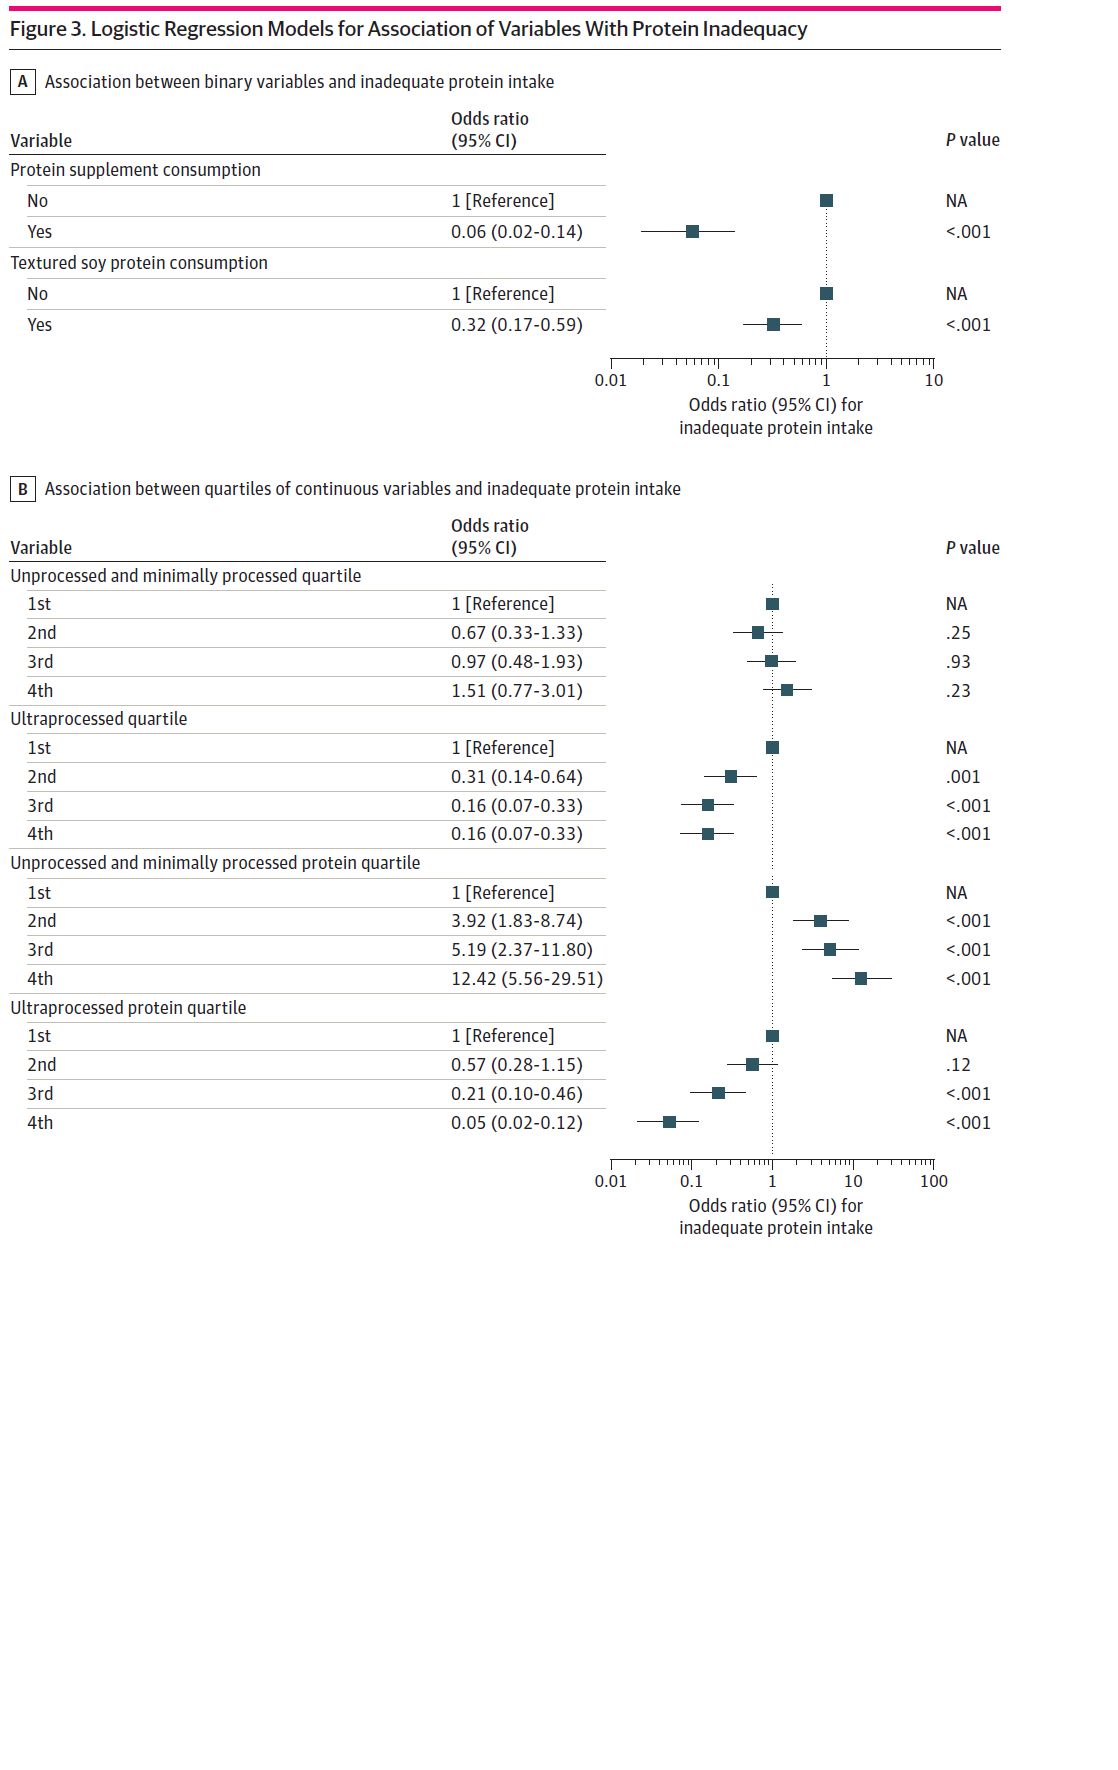 Figure 3. Logistic Regression Models for Association of Variables With Protein Inadequacy
A Association between binary variables and inadequate protein intake
Variable Odds ratio (95% CI) P value
Protein supplement consumption
No 1 [Reference] NA
Yes 0.06 (0.02-0.14) <.001
Textured soy protein consumption
No 1 [Reference] NA
Yes 0.32 (0.17-0.59) <.001
0.01 0.1 1 10
Odds ratio (95% CI) for
inadequate protein intake
B Association between quartiles of continuous variables and inadequate protein intake
Variable Odds ratio (95% CI) P value
Unprocessed and minimally processed quartile
1st 1 [Reference] NA
2nd 0.67 (0.33-1.33) .25
3rd 0.97 (0.48-1.93) .93
4th 1.51 (0.77-3.01) .23
Ultraprocessed quartile
1st 1 [Reference] NA
2nd 0.31 (0.14-0.64) .001
3rd 0.16 (0.07-0.33) <.001
4th 0.16 (0.07-0.33) <.001
Unprocessed and minimally processed protein quartile
1st 1 [Reference] NA
2nd 3.92 (1.83-8.74) <.001
3rd 5.19 (2.37-11.80) <.001
4th 12.42 (5.56-29.51) <.001
Ultraprocessed protein quartile
1st 1 [Reference] NA
2nd 0.57 (0.28-1.15) .12
3rd 0.21 (0.10-0.46) <.001
4th 0.05 (0.02-0.12) <.001
0.01 0.1 1 10 100
Odds ratio (95% CI) for
inadequate protein intake